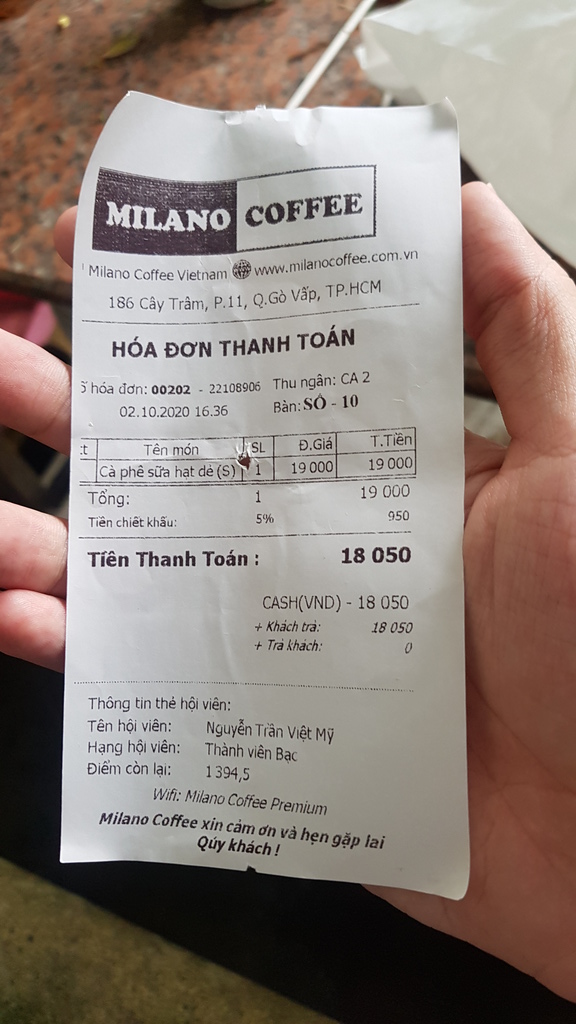 MILANO COFFEE
Milano Coffee Vietnam www.milanocoffee.com.vn
186 Cây Trâm, P.11, Q.Gò Vấp, TP.HCM
HÓA ĐƠN THANH TOÁN
hóa đơn: 00202 - 22108906 Thu ngân: CA 2
02.10.2020 16.36 Bàn: SỐ - 10
Tên món SL Đ.Giá T.Tiền
Cà phê sữa hạt dẻ (S) 1 19 000 19 000
Tổng: 1 19 000
Tiền chiết khấu: 5% 950
Tiền Thanh Toán : 18 050
CASH(VND) - 18 050
+ Khách trả: 18 050
+ Trả khách: 0
Thông tin thẻ hội viên:
Tên hội viên: Nguyễn Trần Việt Mỹ
Hạng hội viên: Thành viên Bạc
Điểm còn lại: 1 394,5
Wifi: Milano Coffee Premium
Milano Coffee xin cảm ơn và hẹn gặp lại
Qúy khách !